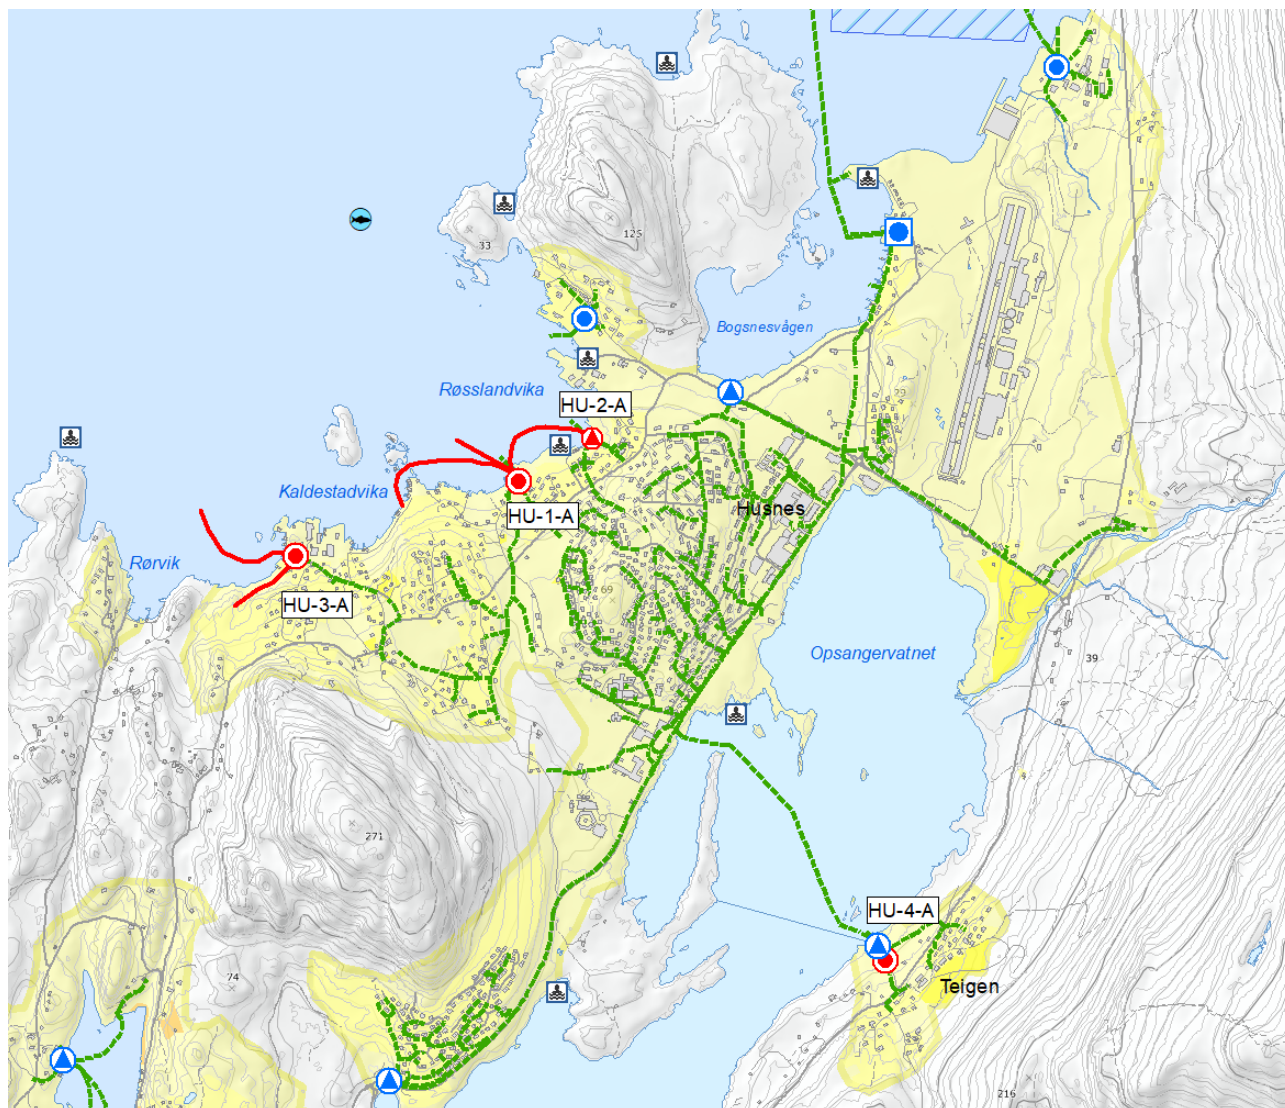 125
33
Bogsnesvågen
Røsslandvika
29
HU-2-A
Kaldestadvika
HU-1-A
Husnes
Rørvik
HU-3-A
69
Opsangervatnet
39
271
HU-4-A
74
Teigen
216